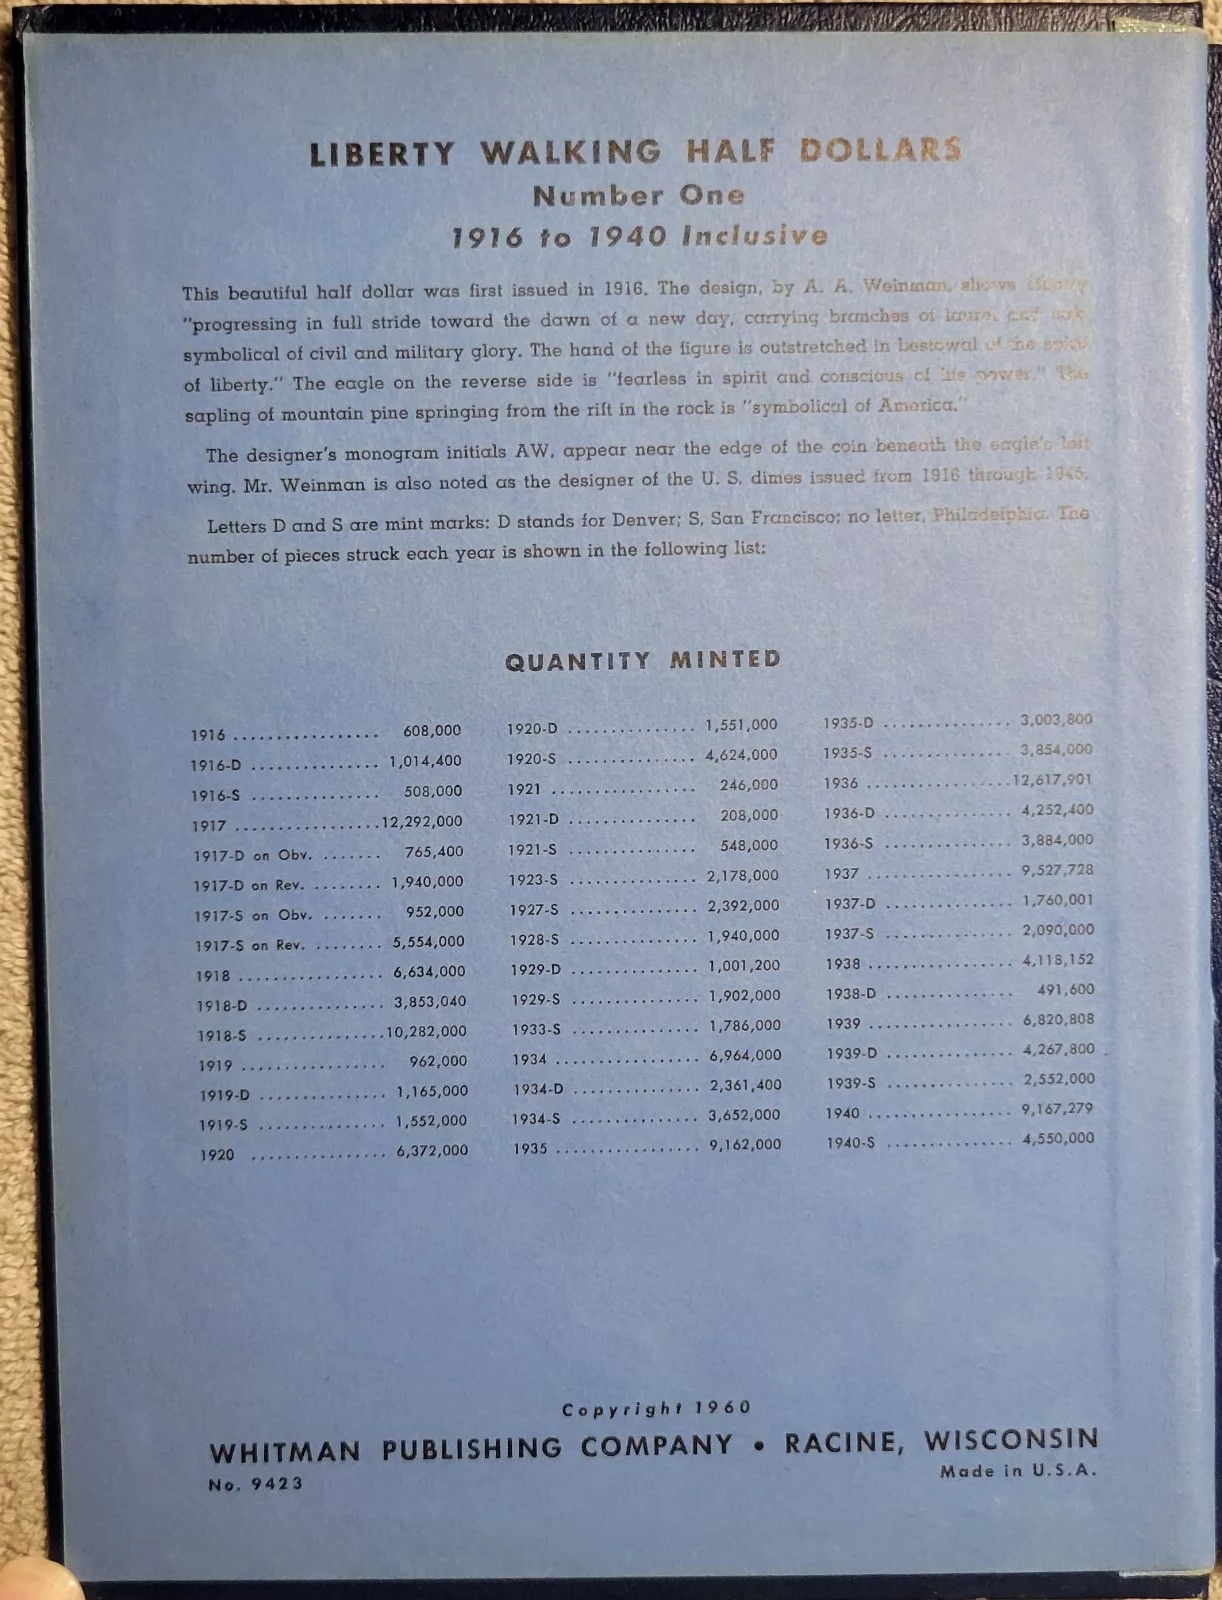 LIBERTY WALKING HALF DOLLARS
Number One
1916 to 1940 Inclusive
This beautiful half dollar was first issued in 1916. The design, by A. A. Weinman, shows Liberty
"progressing in full stride toward the dawn of a new day, carrying branches of laurel and oak,
symbolical of civil and military glory. The hand of the figure is outstretched in bestowal of the spirit
of liberty." The eagle on the reverse side is "fearless in spirit and conscious of his power." The
sapling of mountain pine springing from the rift in the rock is "symbolical of America."
The designer's monogram initials AW, appear near the edge of the coin beneath the eagle's left
wing. Mr. Weinman is also noted as the designer of the U. S. dimes issued from 1916 through 1945.
Letters D and S are mint marks: D stands for Denver; S, San Francisco; no letter, Philadelphia. The
number of pieces struck each year is shown in the following list:
QUANTITY MINTED
1916 ................. 608,000
1916-D ............... 1,014,400
1916-S ............... 508,000
1917 .................12,292,000
1917-D on Obv. ....... 765,400
1917-D on Rev. ........ 1,940,000
1917-S on Obv. ....... 952,000
1917-S on Rev. ........ 5,554,000
1918 ................. 6,634,000
1918-D ............... 3,853,040
1918-S ...............10,282,000
1919 ................. 962,000
1919-D ............... 1,165,000
1919-S ............... 1,552,000
1920 ................ 6,372,000
1920-D ............... 1,551,000
1920-S ............... 4,624,000
1921 ................. 246,000
1921-D ............... 208,000
1921-S ............... 548,000
1923-S ............... 2,178,000
1927-S ............... 2,392,000
1928-S ............... 1,940,000
1929-D ............... 1,001,200
1929-S ............... 1,902,000
1933-S ............... 1,786,000
1934 ................. 6,964,000
1934-D ............... 2,361,400
1934-S ............... 3,652,000
1935 ................. 9,162,000
1935-D ............... 3,003,800
1935-S ............... 3,854,000
1936 .................12,617,901
1936-D ............... 4,252,400
1936-S ............... 3,884,000
1937 ................. 9,527,728
1937-D ............... 1,760,001
1937-S ............... 2,090,000
1938 ................. 4,118,152
1938-D ............... 491,600
1939 ................. 6,820,808
1939-D ............... 4,267,800
1939-S ............... 2,552,000
1940 ................. 9,167,279
1940-S ............... 4,550,000
Copyright 1960
WHITMAN PUBLISHING COMPANY • RACINE, WISCONSIN
No. 9423
Made in U.S.A.